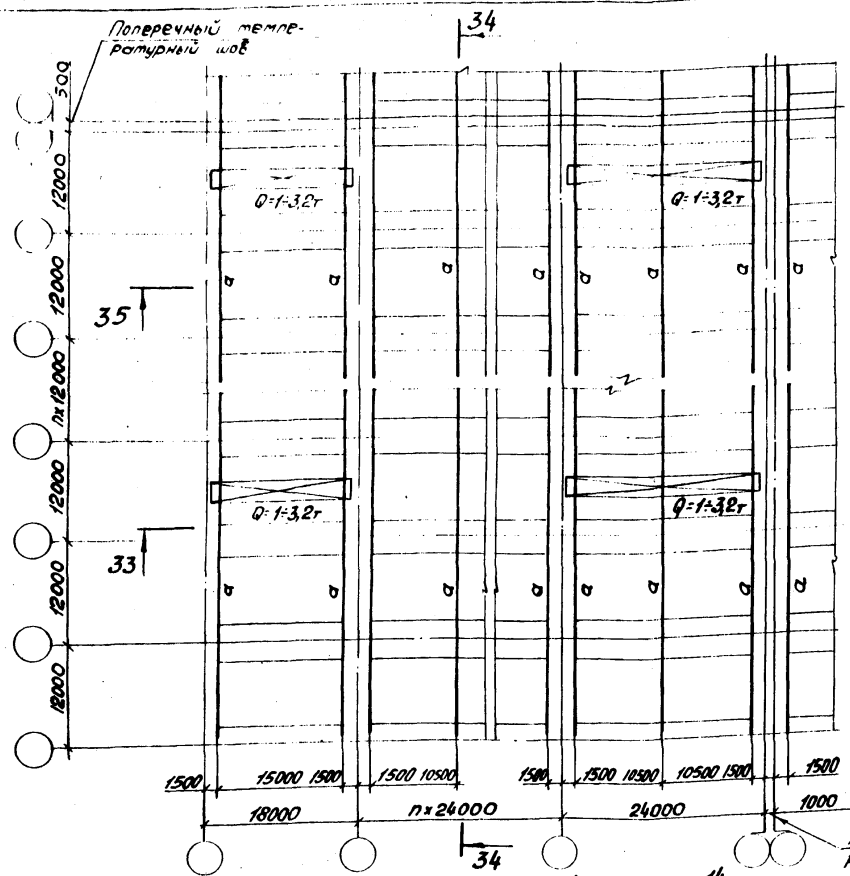 Поперечный темпе-
ратурный шов
34
500
12000
Q=1÷3,2т
Q=1÷3,2т
12000
а а а а а а а а
35
n×12000
12000
Q=1÷3,2т
Q=1÷3,2т
33
12000
а а а а а а а а
12000
1500 15000 1500 1500 10500 1500 1500 10500 10500 1500 1500
18000 n×24000 24000 1000
34